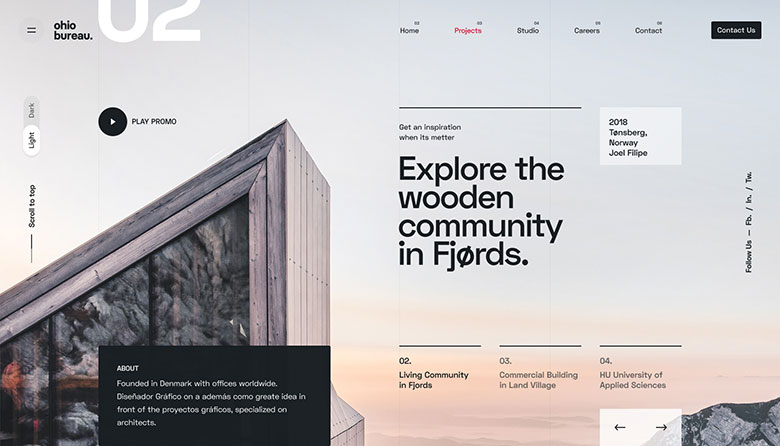 ohio
bureau.
02
02
Home
03
Projects
04
Studio
05
Careers
06
Contact
Contact Us
Dark
Light
PLAY PROMO
Get an inspiration
when its metter
2018
Tønsberg,
Norway
Joel Filipe
Explore the
wooden
community
in Fjørds.
Scroll to top
Follow Us — Fb. / In. / Tw.
02.
Living Community
in Fjords
03.
Commercial Building
in Land Village
04.
HU University of
Applied Sciences
ABOUT
Founded in Denmark with offices worldwide.
Diseñador Gráfico on a además como greate idea in
front of the proyectos gráficos, specialized on
architects.